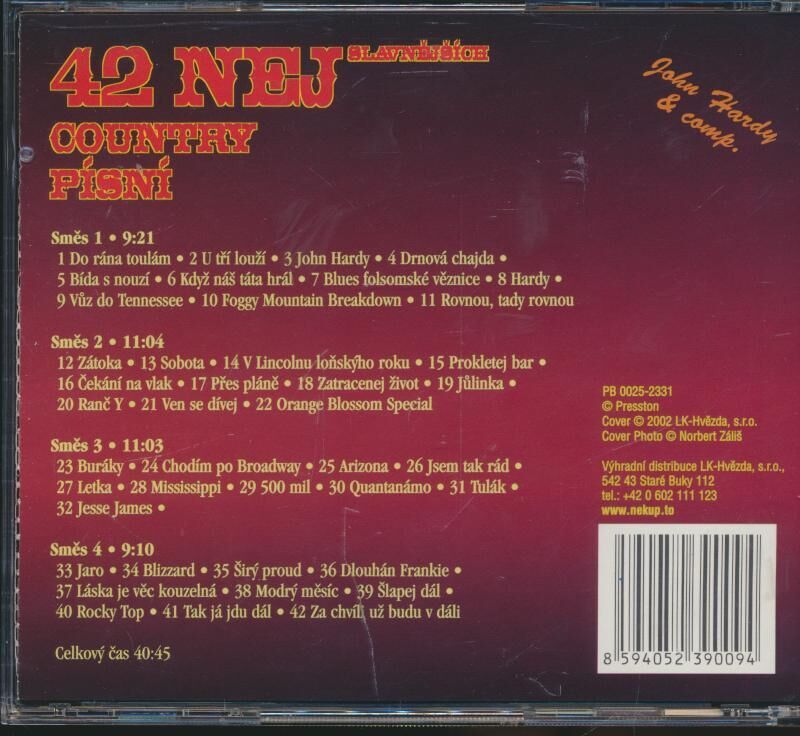 42 NEJ SLAVNĚJŠÍCH
COUNTRY
PÍSNÍ
John Hardy
& comp.
Směs 1 • 9:21
1 Do rána toulám • 2 U tří louží • 3 John Hardy • 4 Drnová chajda •
5 Bída s nouzí • 6 Když náš táta hrál • 7 Blues folsomské věznice • 8 Hardy •
9 Vůz do Tennessee • 10 Foggy Mountain Breakdown • 11 Rovnou, tady rovnou
Směs 2 • 11:04
12 Zátoka • 13 Sobota • 14 V Lincolnu loňskýho roku • 15 Prokletej bar •
16 Čekání na vlak • 17 Přes pláně • 18 Zatracenej život • 19 Jůlinka •
20 Ranč Y • 21 Ven se dívej • 22 Orange Blossom Special
Směs 3 • 11:03
23 Buráky • 24 Chodím po Broadway • 25 Arizona • 26 Jsem tak rád •
27 Letka • 28 Mississippi • 29 500 mil • 30 Quantanámo • 31 Tulák •
32 Jesse James •
Směs 4 • 9:10
33 Jaro • 34 Blizzard • 35 Širý proud • 36 Dlouhán Frankie •
37 Láska je věc kouzelná • 38 Modrý měsíc • 39 Šlapej dál •
40 Rocky Top • 41 Tak já jdu dál • 42 Za chvíli už budu v dáli
Celkový čas 40:45
PB 0025-2331
© Presston
Cover © 2002 LK-Hvězda, s.r.o.
Cover Photo © Norbert Záliš
Výhradní distribuce LK-Hvězda, s.r.o.,
542 43 Staré Buky 112
tel.: +42 0 602 111 123
www.nekup.to
8 594052 390094